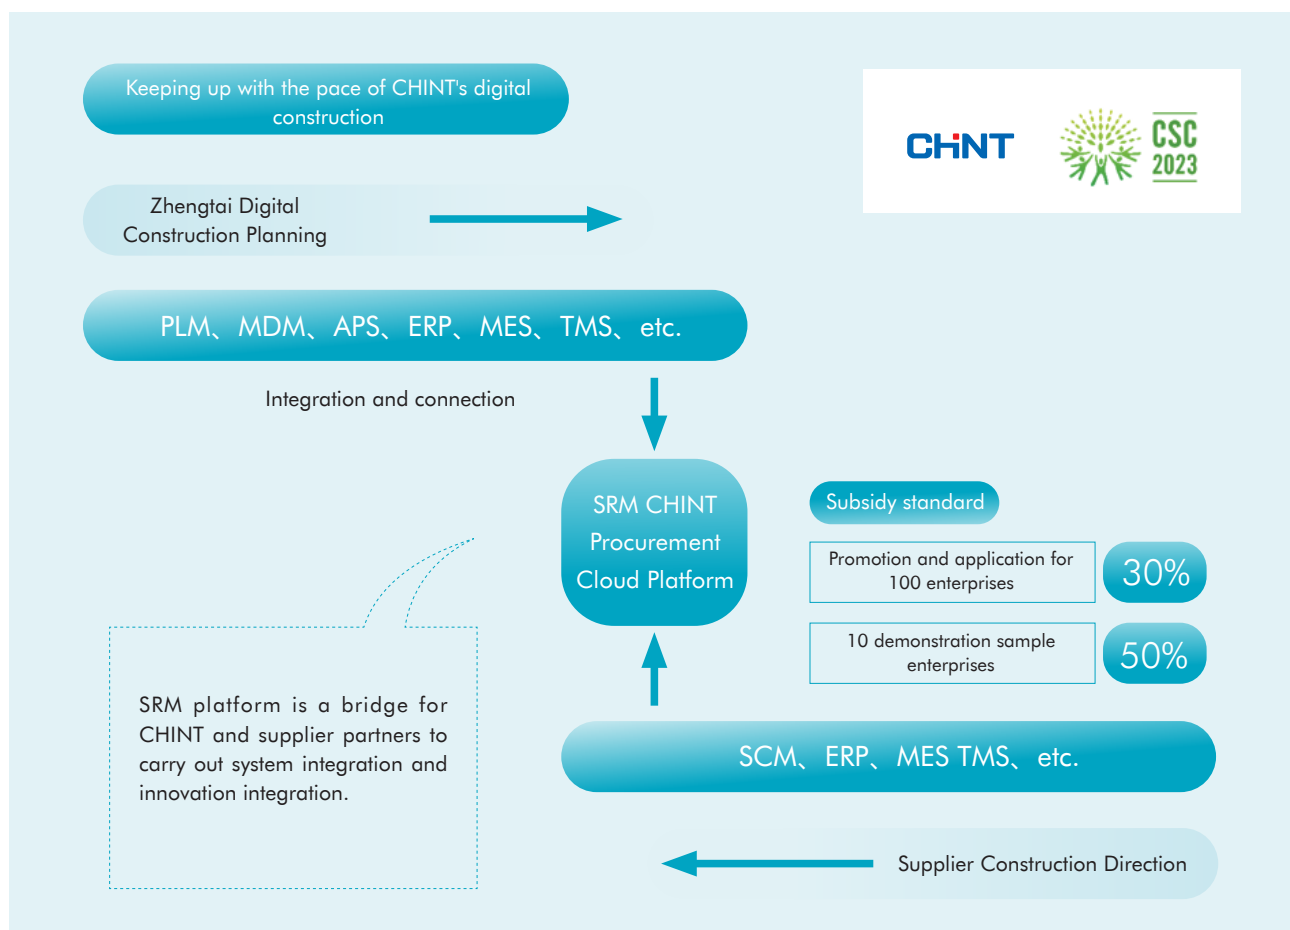 Keeping up with the pace of CHINT's digital
construction
CHINT
CSC
2023
Zhengtai Digital
Construction Planning
PLM、MDM、APS、ERP、MES、TMS、etc.
Integration and connection
SRM CHINT
Procurement
Cloud Platform
Subsidy standard
Promotion and application for
100 enterprises
30%
10 demonstration sample
enterprises
50%
SRM platform is a bridge for
CHINT and supplier partners to
carry out system integration and
innovation integration.
SCM、ERP、MES TMS、etc.
Supplier Construction Direction